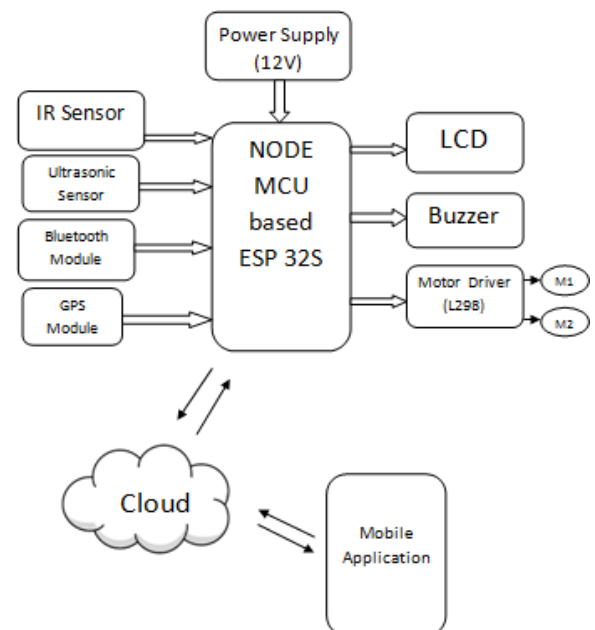 Power Supply
(12V)
IR Sensor
Ultrasonic
Sensor
Bluetooth
Module
GPS
Module
NODE
MCU
based
ESP 32S
LCD
Buzzer
Motor Driver
(L298)
M1
M2
Cloud
Mobile
Application